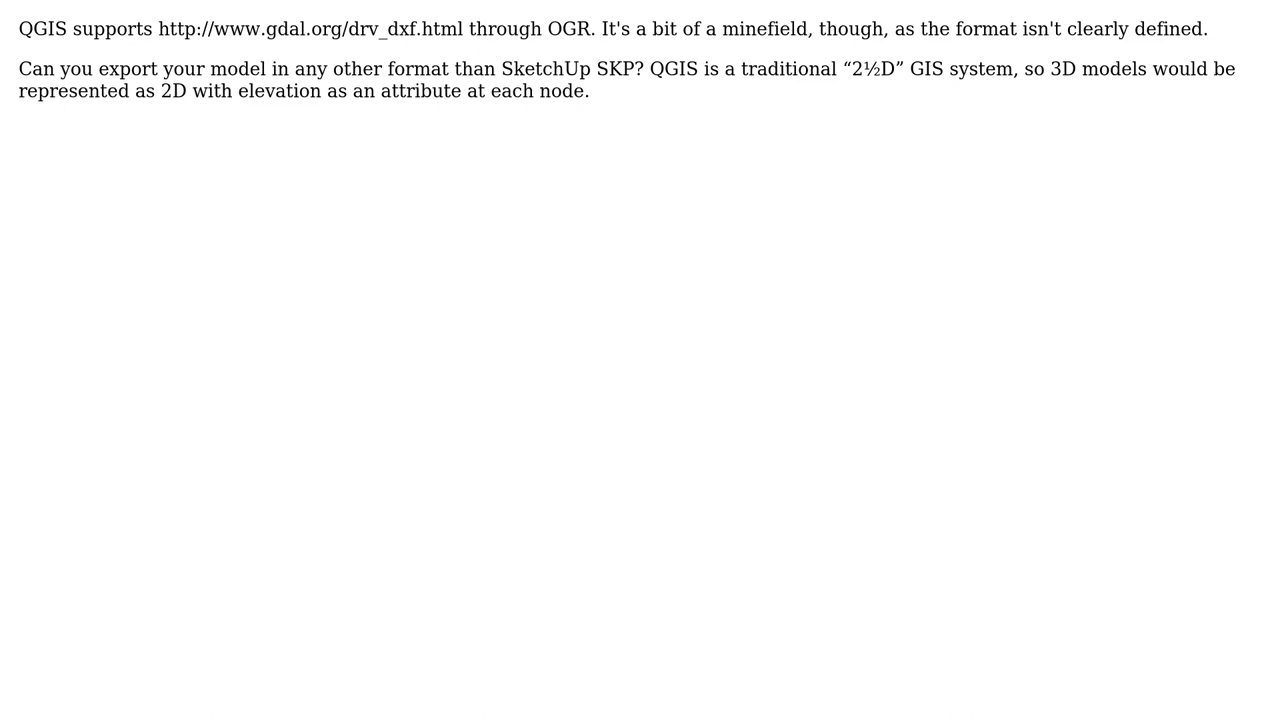 QGIS supports http://www.gdal.org/drv_dxf.html through OGR. It's a bit of a minefield, though, as the format isn't clearly defined.
Can you export your model in any other format than SketchUp SKP? QGIS is a traditional “2½D” GIS system, so 3D models would be
represented as 2D with elevation as an attribute at each node.